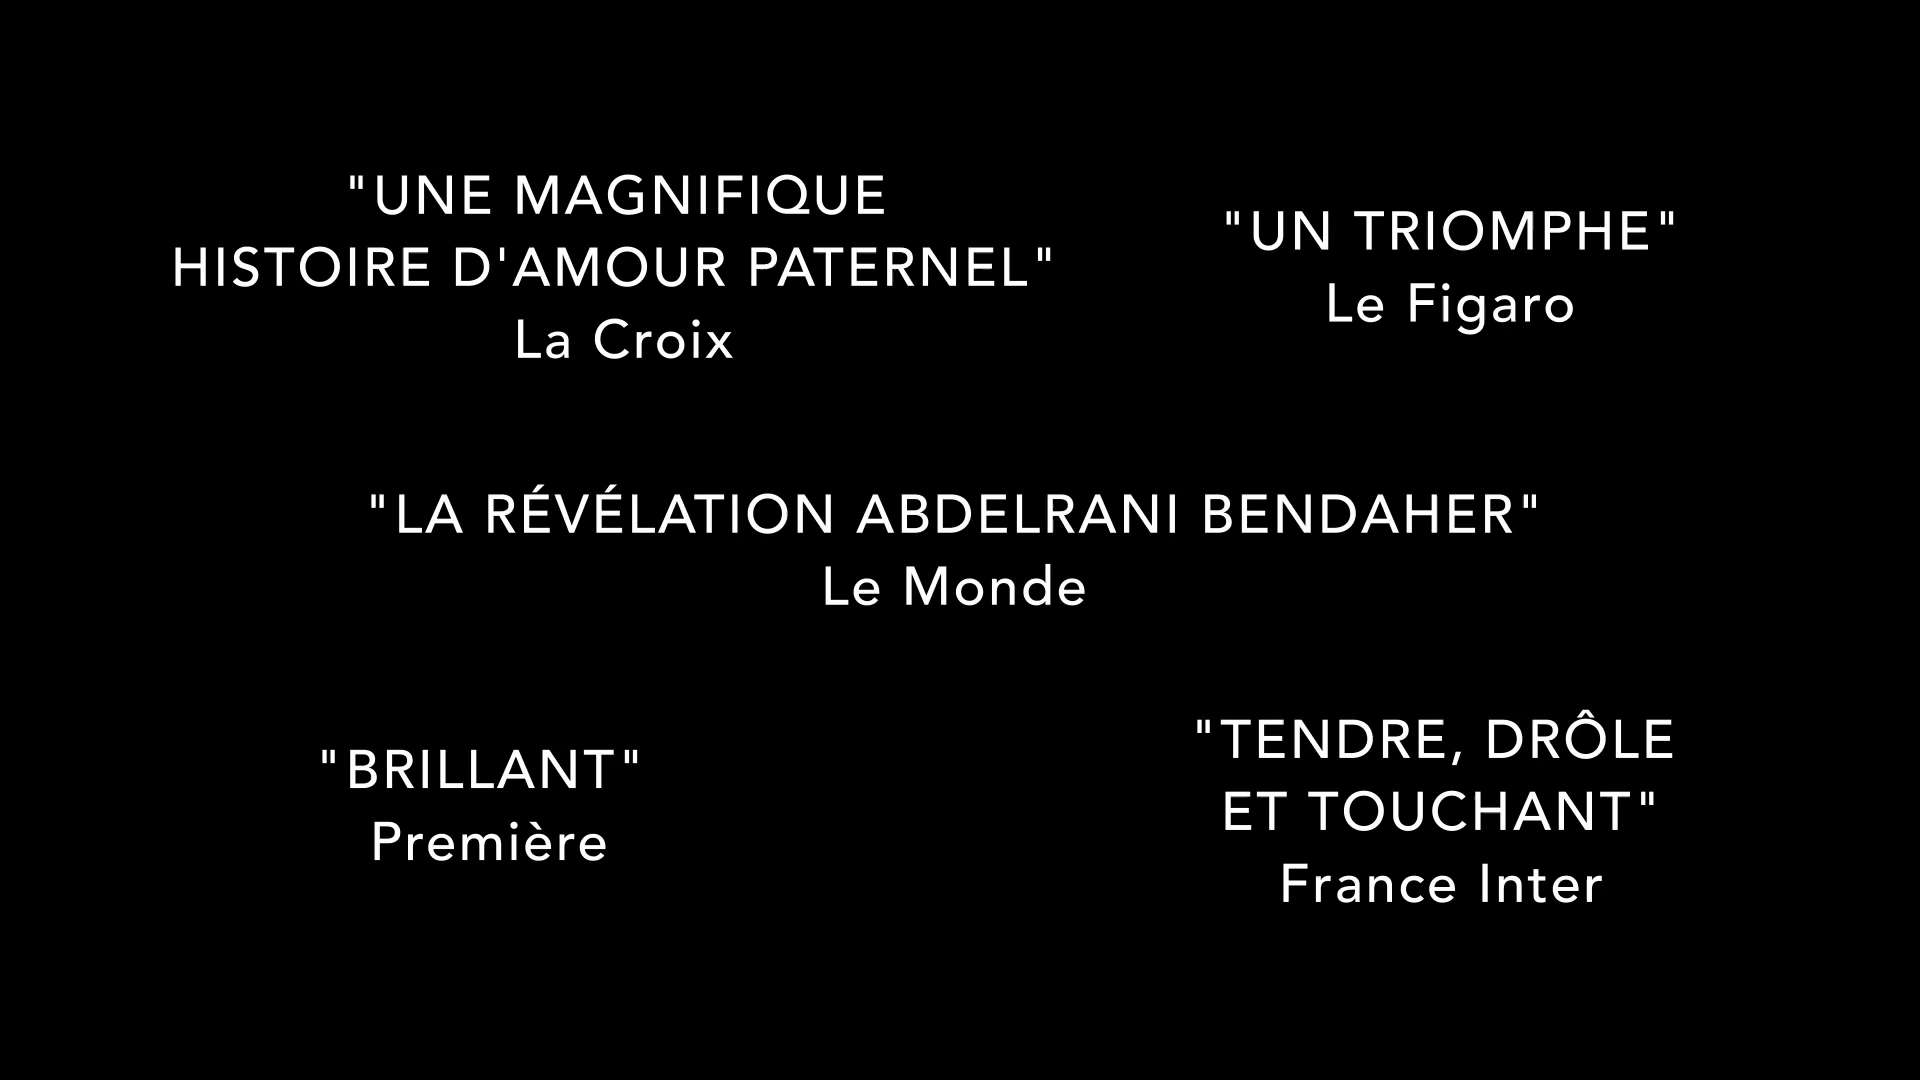 "UNE MAGNIFIQUE
HISTOIRE D'AMOUR PATERNEL"
La Croix
"UN TRIOMPHE"
Le Figaro
"LA RÉVÉLATION ABDELRANI BENDAHER"
Le Monde
"BRILLANT"
Première
"TENDRE, DRÔLE
ET TOUCHANT"
France Inter